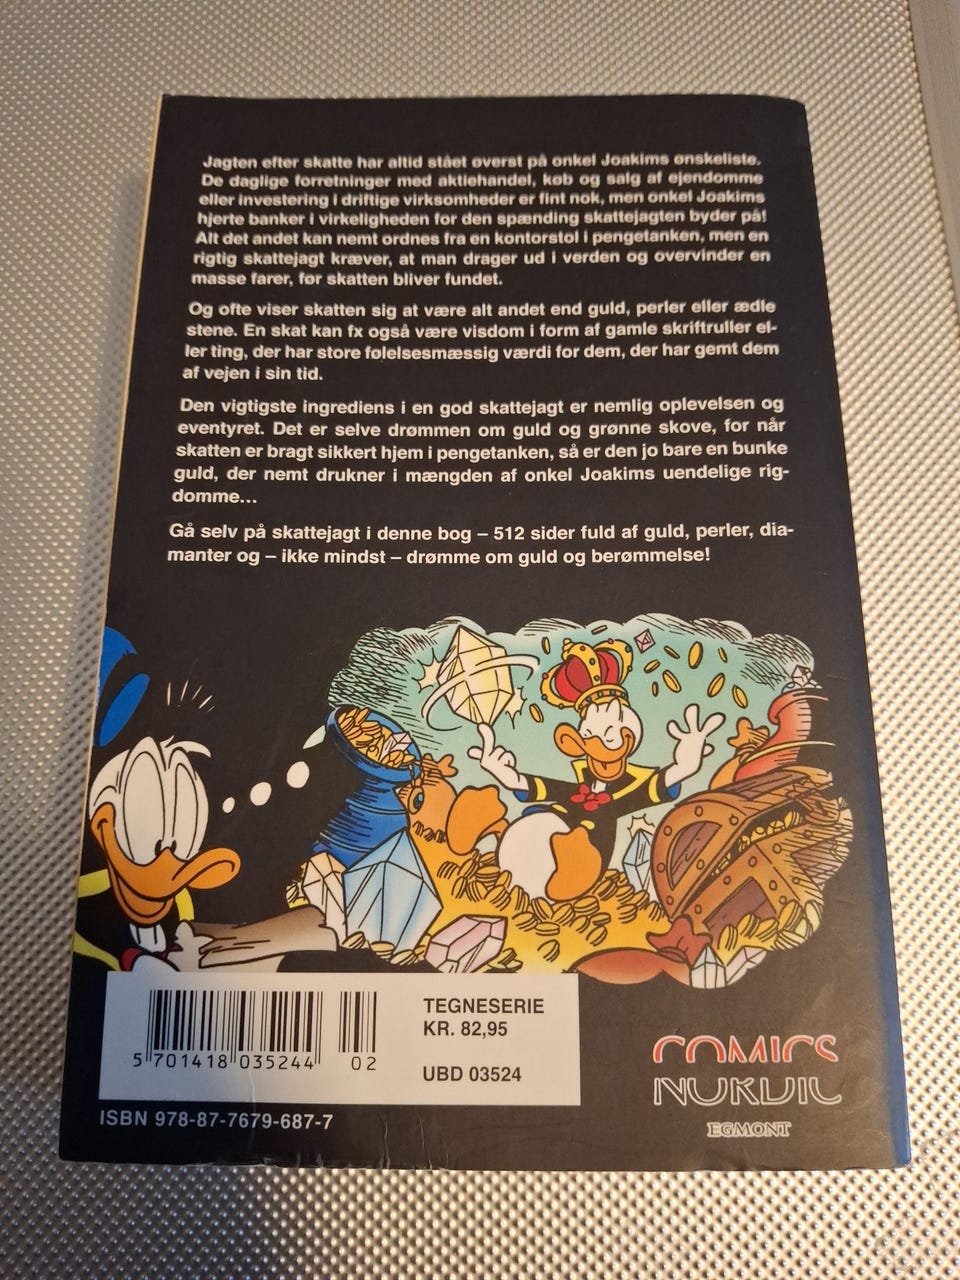 Jagten efter skatte har altid stået øverst på onkel Joakims ønskeliste.
De daglige forretninger med aktiehandel, køb og salg af ejendomme
eller investering i driftige virksomheder er fint nok, men onkel Joakims
hjerte banker i virkeligheden for den spænding skattejagten byder på!
Alt det andet kan nemt ordnes fra en kontorstol i pengetanken, men en
rigtig skattejagt kræver, at man drager ud i verden og overvinder en
masse farer, før skatten bliver fundet.
Og ofte viser skatten sig at være alt andet end guld, perler eller ædle
stene. En skat kan fx også være visdom i form af gamle skriftruller el-
ler ting, der har store følelsesmæssig værdi for dem, der har gemt dem
af vejen i sin tid.
Den vigtigste ingrediens i en god skattejagt er nemlig oplevelsen og
eventyret. Det er selve drømmen om guld og grønne skove, for når
skatten er bragt sikkert hjem i pengetanken, så er den jo bare en bunke
guld, der nemt drukner i mængden af onkel Joakims uendelige rig-
domme...
Gå selv på skattejagt i denne bog – 512 sider fuld af guld, perler, dia-
manter og – ikke mindst – drømme om guld og berømmelse!
TEGNESERIE
KR. 82,95
UBD 03524
5 701418 035244 02
ISBN 978-87-7679-687-7
COMICS
NORDIC
EGMONT